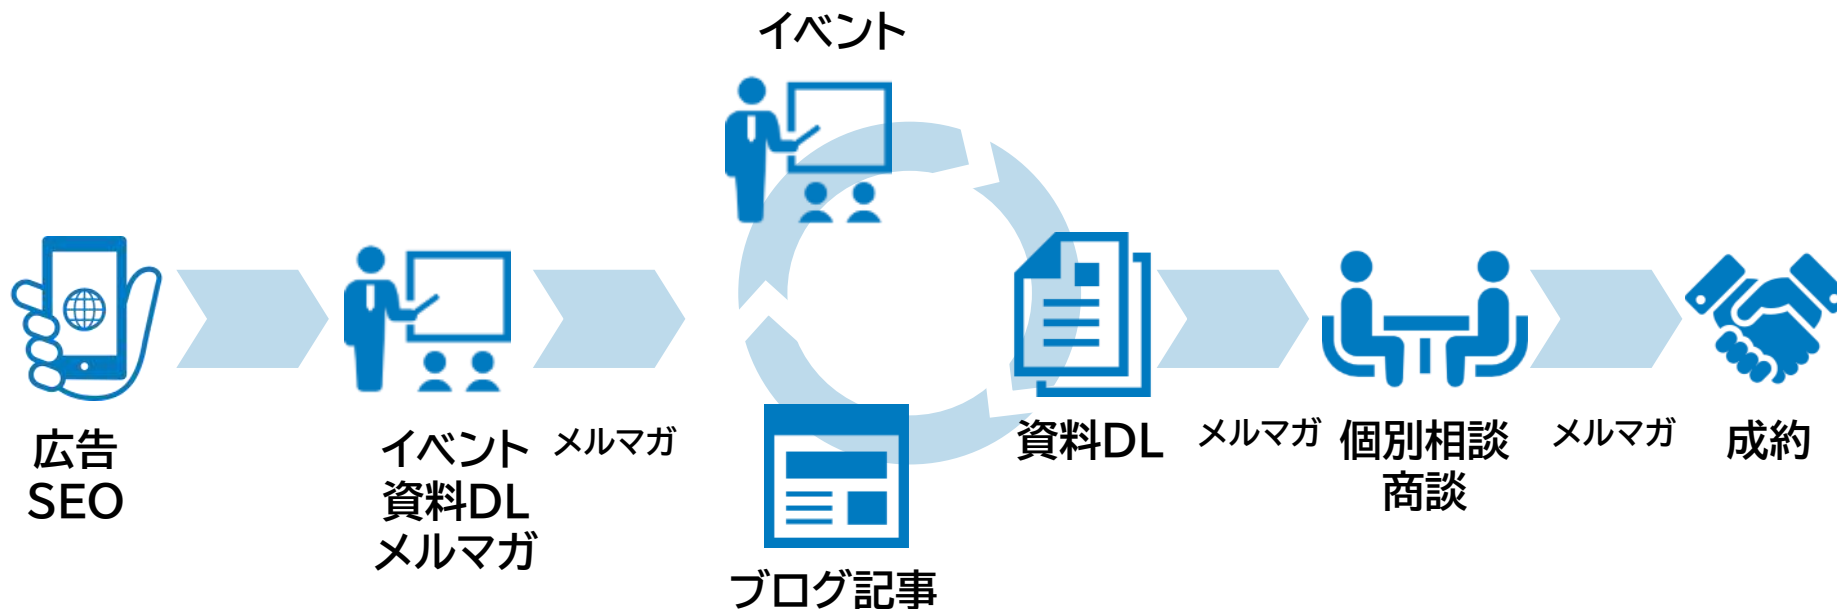 イベント
広告
SEO
イベント
資料DL
メルマガ
メルマガ
ブログ記事
資料DL
メルマガ
個別相談
商談
メルマガ
成約